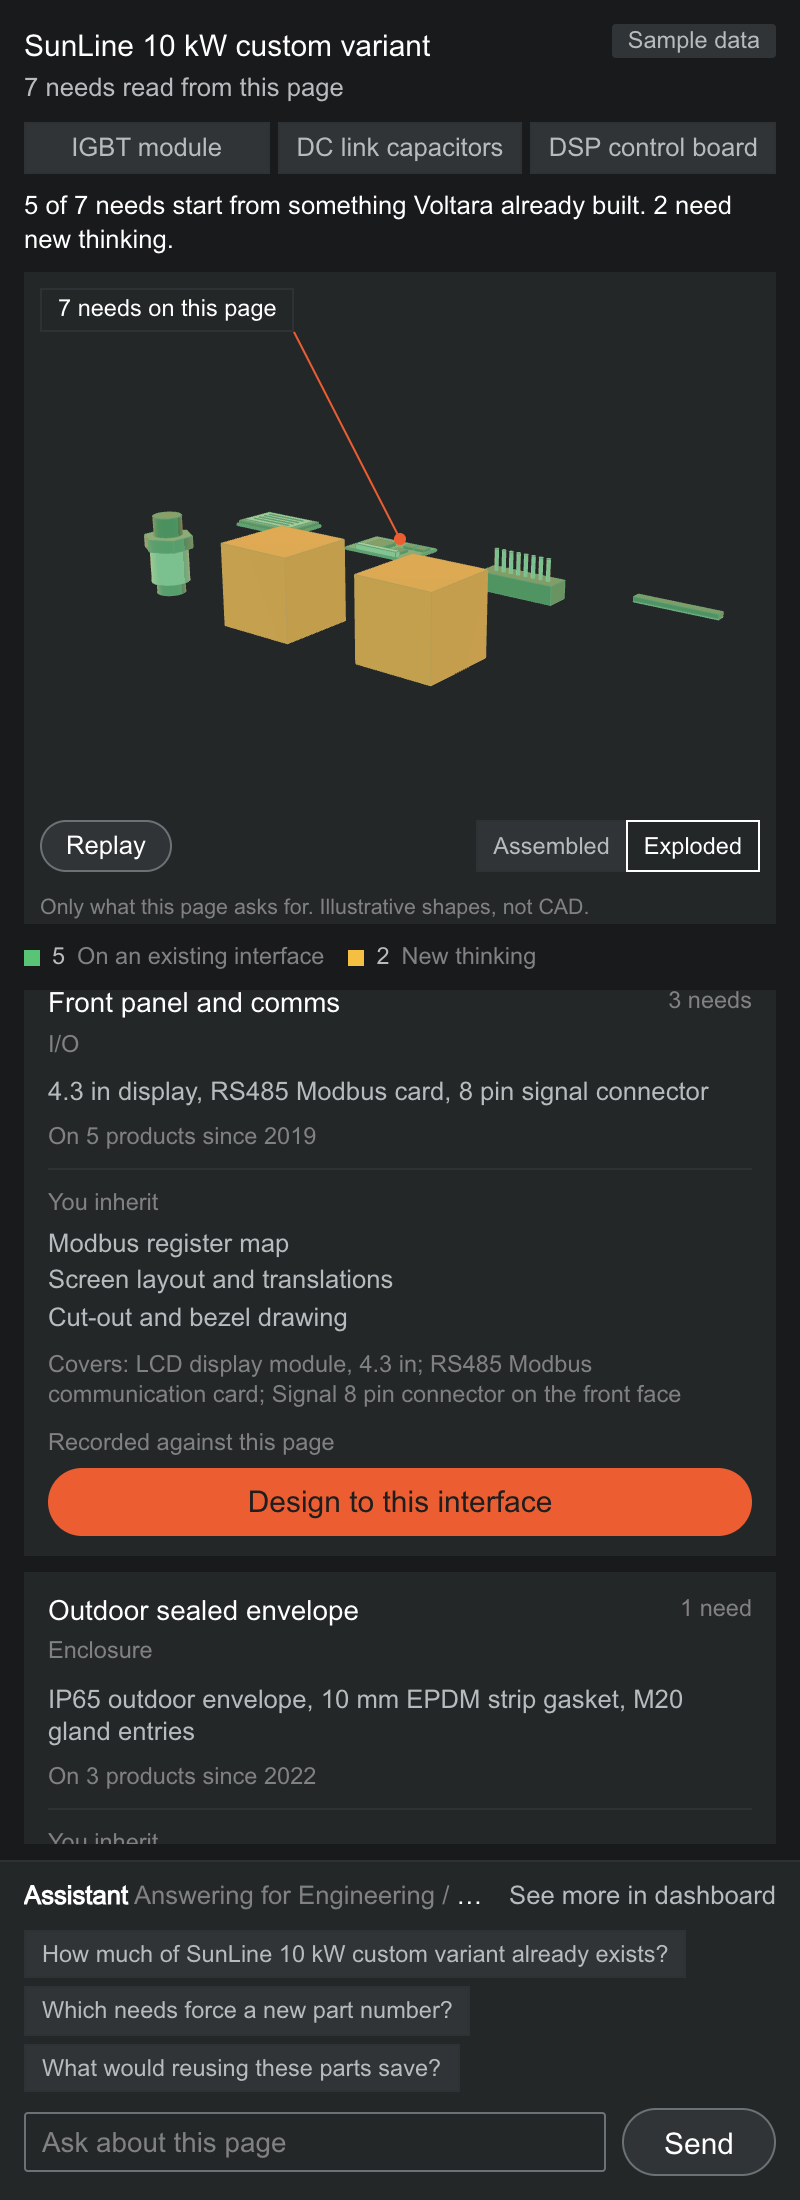 SunLine 10 kW custom variant
Sample data
7 needs read from this page
IGBT module
DC link capacitors
DSP control board
5 of 7 needs start from something Voltara already built. 2 need
new thinking.
7 needs on this page
Replay
Assembled
Exploded
Only what this page asks for. Illustrative shapes, not CAD.
5 On an existing interface
2 New thinking
Front panel and comms
3 needs
I/O
4.3 in display, RS485 Modbus card, 8 pin signal connector
On 5 products since 2019
You inherit
Modbus register map
Screen layout and translations
Cut-out and bezel drawing
Covers: LCD display module, 4.3 in; RS485 Modbus
communication card; Signal 8 pin connector on the front face
Recorded against this page
Design to this interface
Outdoor sealed envelope
1 need
Enclosure
IP65 outdoor envelope, 10 mm EPDM strip gasket, M20
gland entries
On 3 products since 2022
You inherit
Assistant Answering for Engineering / …
See more in dashboard
How much of SunLine 10 kW custom variant already exists?
Which needs force a new part number?
What would reusing these parts save?
Ask about this page
Send